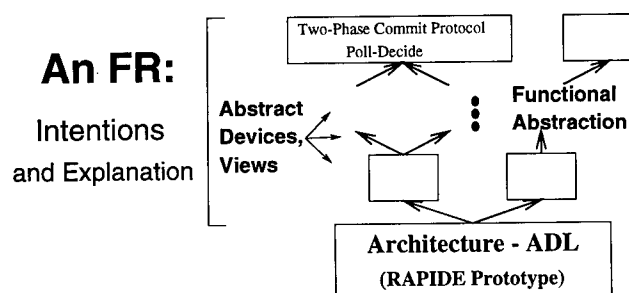 An FR:
Intentions
and Explanation
Two-Phase Commit Protocol
Poll-Decide
Abstract
Devices,
Views
Functional
Abstraction
Architecture - ADL
(RAPIDE Prototype)